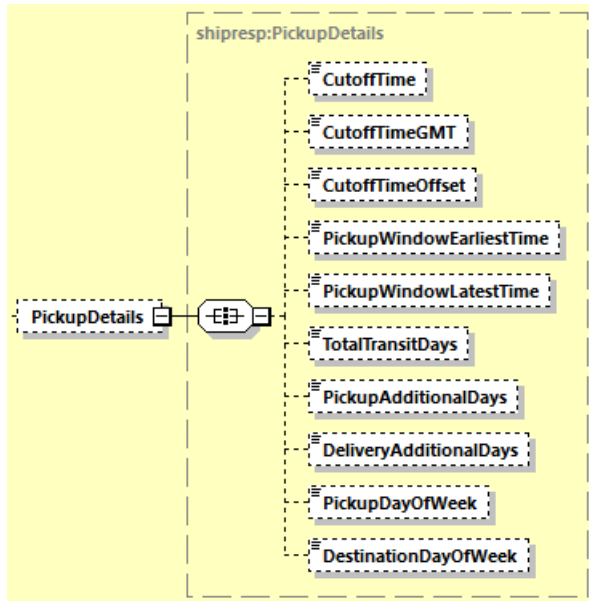 shipresp:PickupDetails
CutoffTime
CutoffTimeGMT
CutoffTimeOffset
PickupWindowEarliestTime
PickupWindowLatestTime
PickupDetails
TotalTransitDays
PickupAdditionalDays
DeliveryAdditionalDays
PickupDayOfWeek
DestinationDayOfWeek